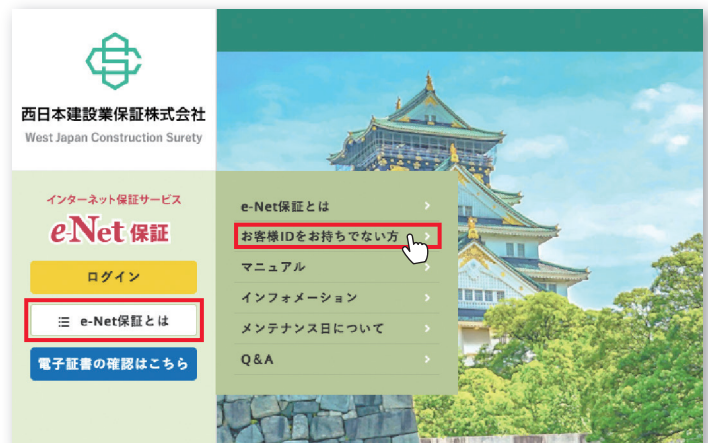 西日本建設業保証株式会社
West Japan Construction Surety
インターネット保証サービス
e-Net 保証
ログイン
e-Net保証とは
電子証書の確認はこちら
e-Net保証とは
お客様IDをお持ちでない方
マニュアル
インフォメーション
メンテナンス日について
Q&A